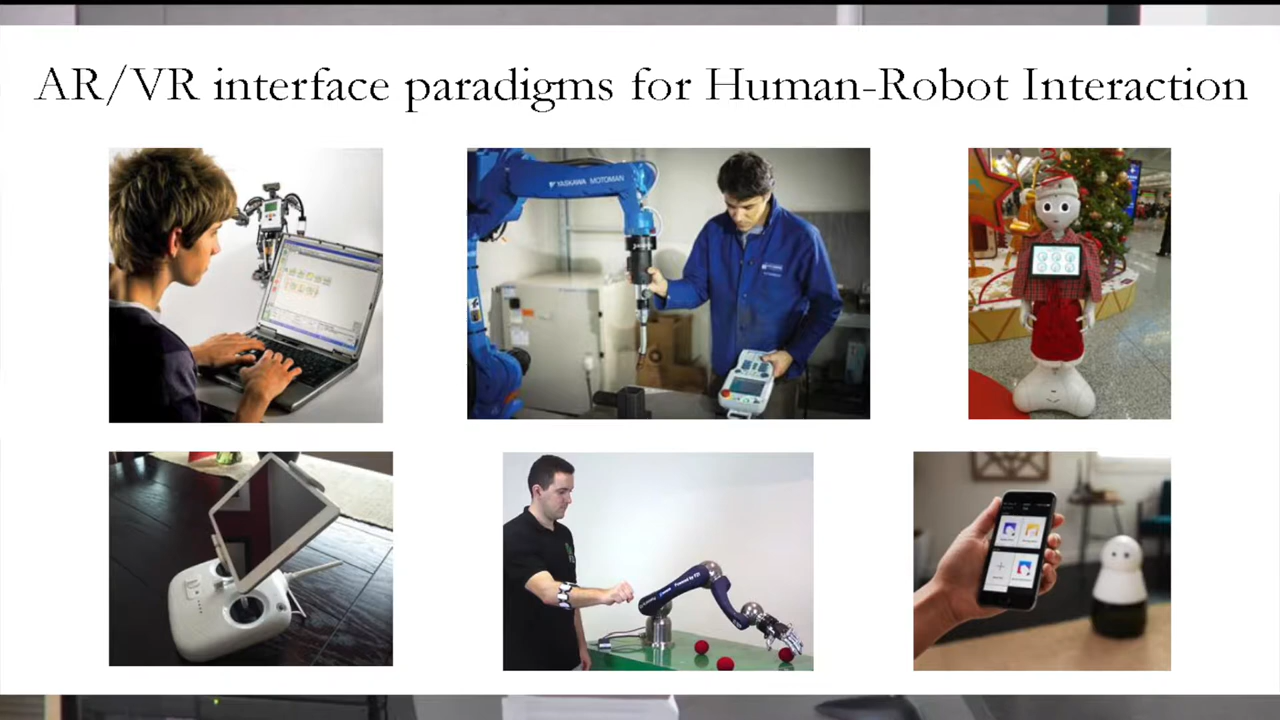 AR/VR interface paradigms for Human-Robot Interaction
YASKAWA MOTOMAN